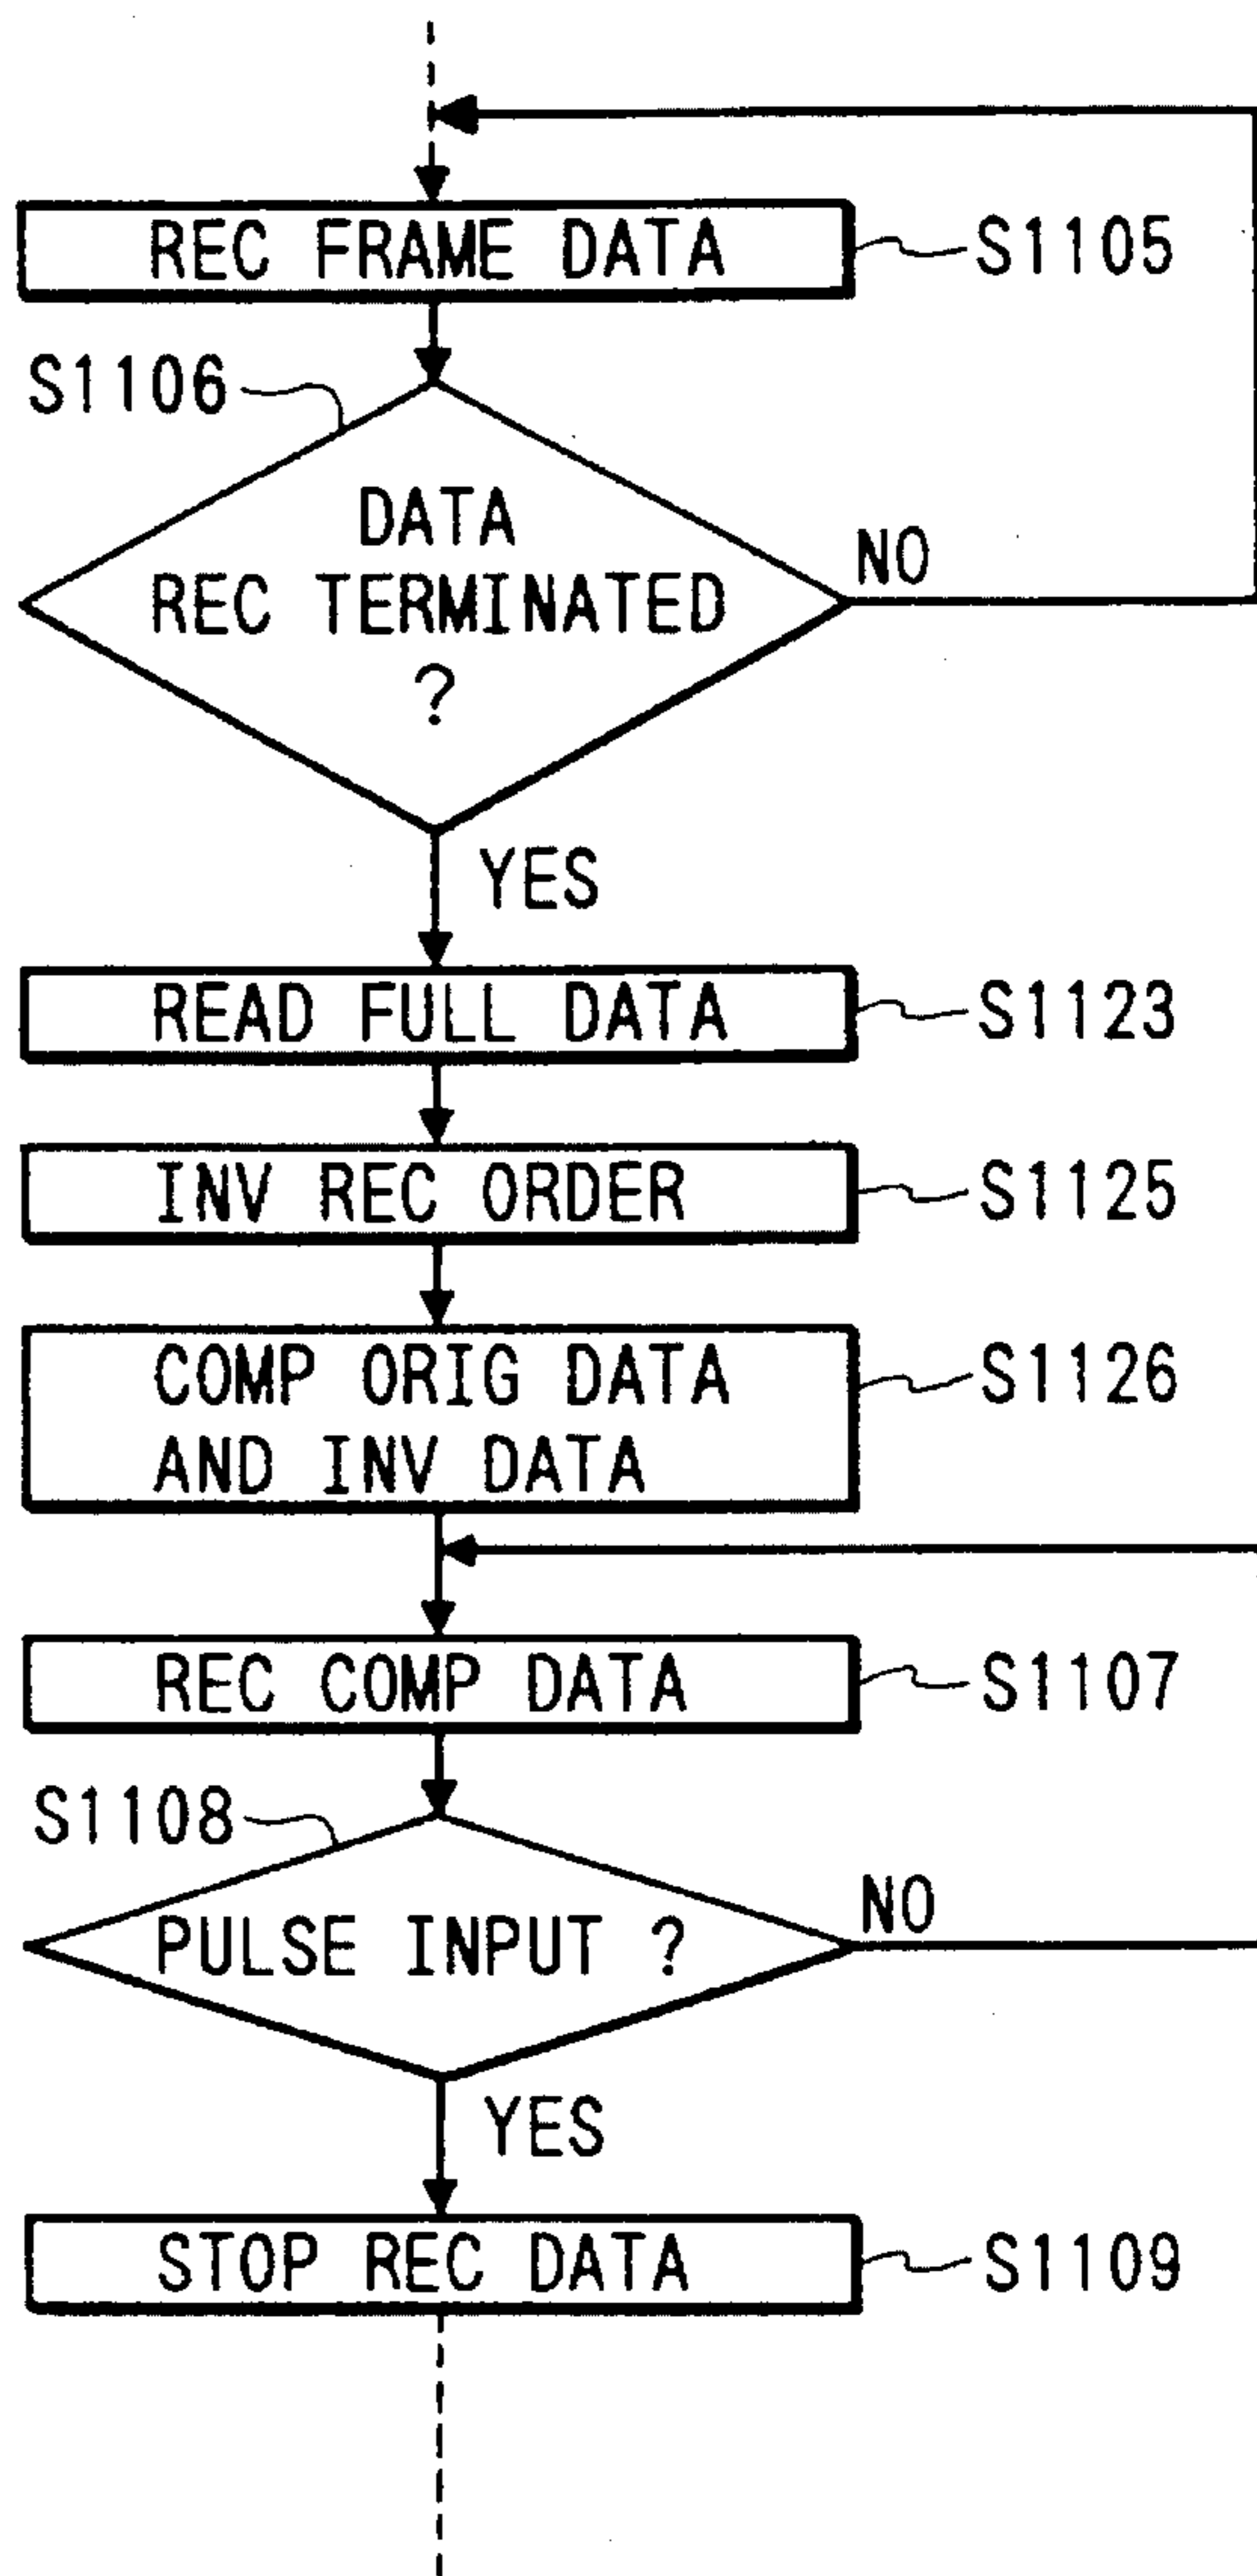 REC FRAME DATA
S1105
S1106
DATA
REC TERMINATED
?
NO
YES
READ FULL DATA
S1123
INV REC ORDER
S1125
COMP ORIG DATA
AND INV DATA
S1126
REC COMP DATA
S1107
S1108
PULSE INPUT ?
NO
YES
STOP REC DATA
S1109